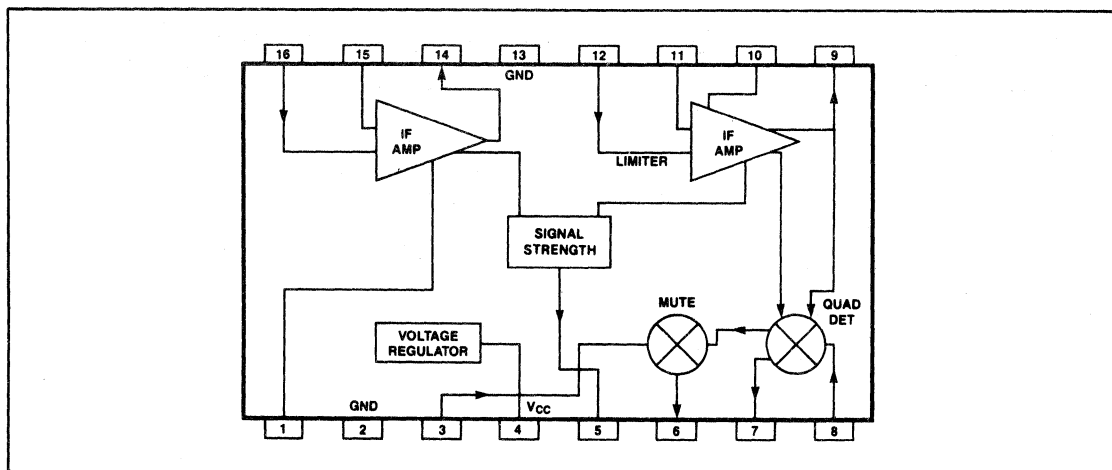 16 15 14 13 12 11 10 9
GND
IF
AMP
LIMITER
IF
AMP
SIGNAL
STRENGTH
MUTE
QUAD
DET
VOLTAGE
REGULATOR
GND
VCC
1 2 3 4 5 6 7 8